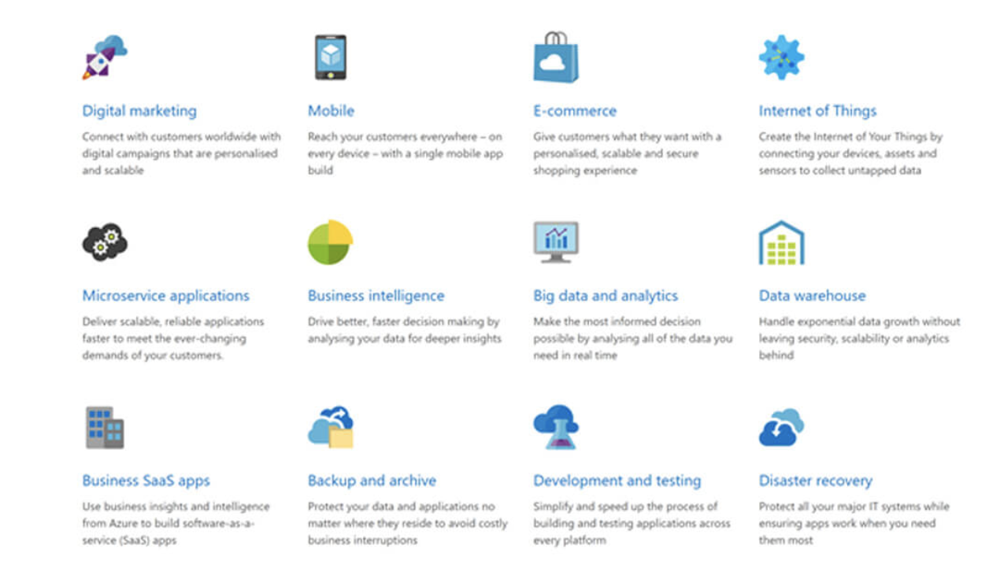 Digital marketing
Connect with customers worldwide with
digital campaigns that are personalised
and scalable
Mobile
Reach your customers everywhere – on
every device – with a single mobile app
build
E-commerce
Give customers what they want with a
personalised, scalable and secure
shopping experience
Internet of Things
Create the Internet of Your Things by
connecting your devices, assets and
sensors to collect untapped data
Microservice applications
Deliver scalable, reliable applications
faster to meet the ever-changing
demands of your customers.
Business intelligence
Drive better, faster decision making by
analysing your data for deeper insights
Big data and analytics
Make the most informed decision
possible by analysing all of the data you
need in real time
Data warehouse
Handle exponential data growth without
leaving security, scalability or analytics
behind
Business SaaS apps
Use business insights and intelligence
from Azure to build software-as-a-
service (SaaS) apps
Backup and archive
Protect your data and applications no
matter where they reside to avoid costly
business interruptions
Development and testing
Simplify and speed up the process of
building and testing applications across
every platform
Disaster recovery
Protect all your major IT systems while
ensuring apps work when you need
them most